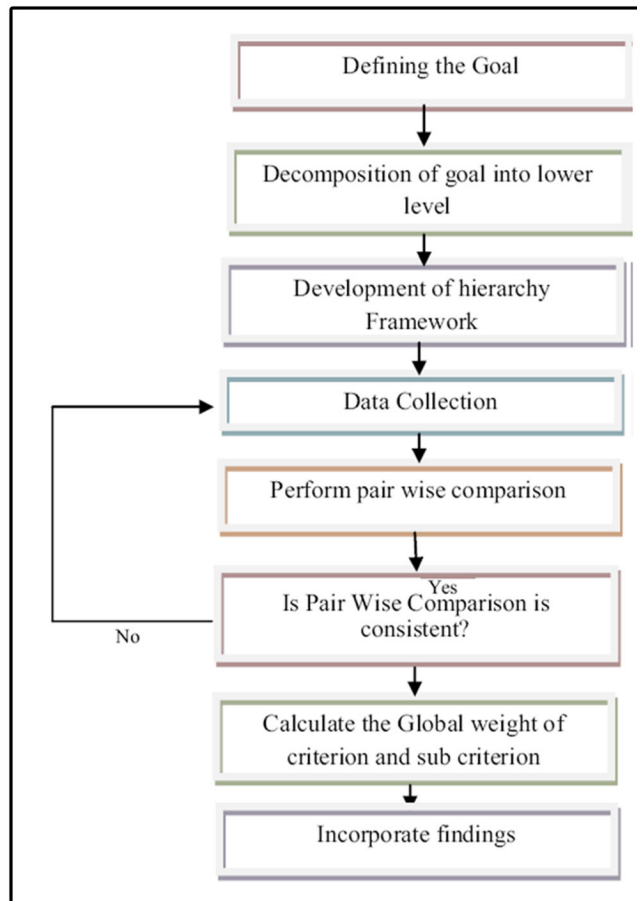 Defining the Goal
Decomposition of goal into lower
level
Development of hierarchy
Framework
Data Collection
Perform pair wise comparison
Yes
Is Pair Wise Comparison is
consistent?
No
Calculate the Global weight of
criterion and sub criterion
Incorporate findings